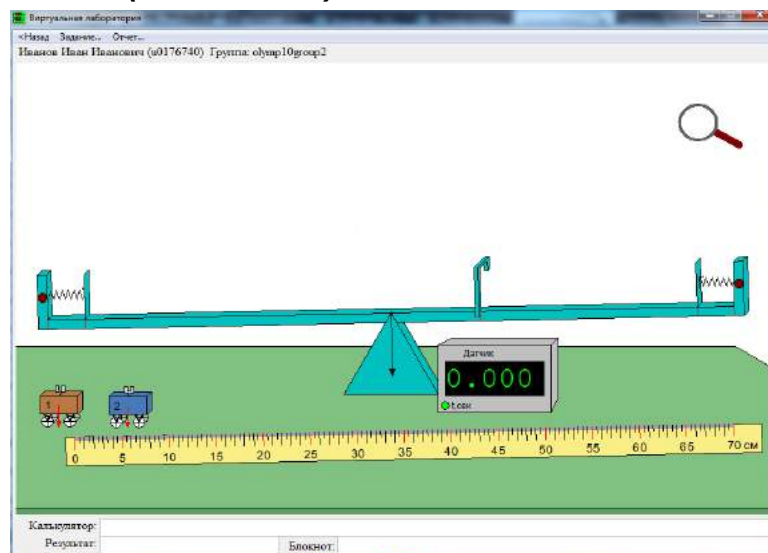 Виртуальная лаборатория
<Назад Задание... Отчет...
Иванов Иван Иванович (u0176740) Группа: olymp10group2
Датчик
0.000
t,сек
1 2
0 5 10 15 20 25 30 35 40 45 50 55 60 65 70 см
Калькулятор:
Результат: Блокнот: